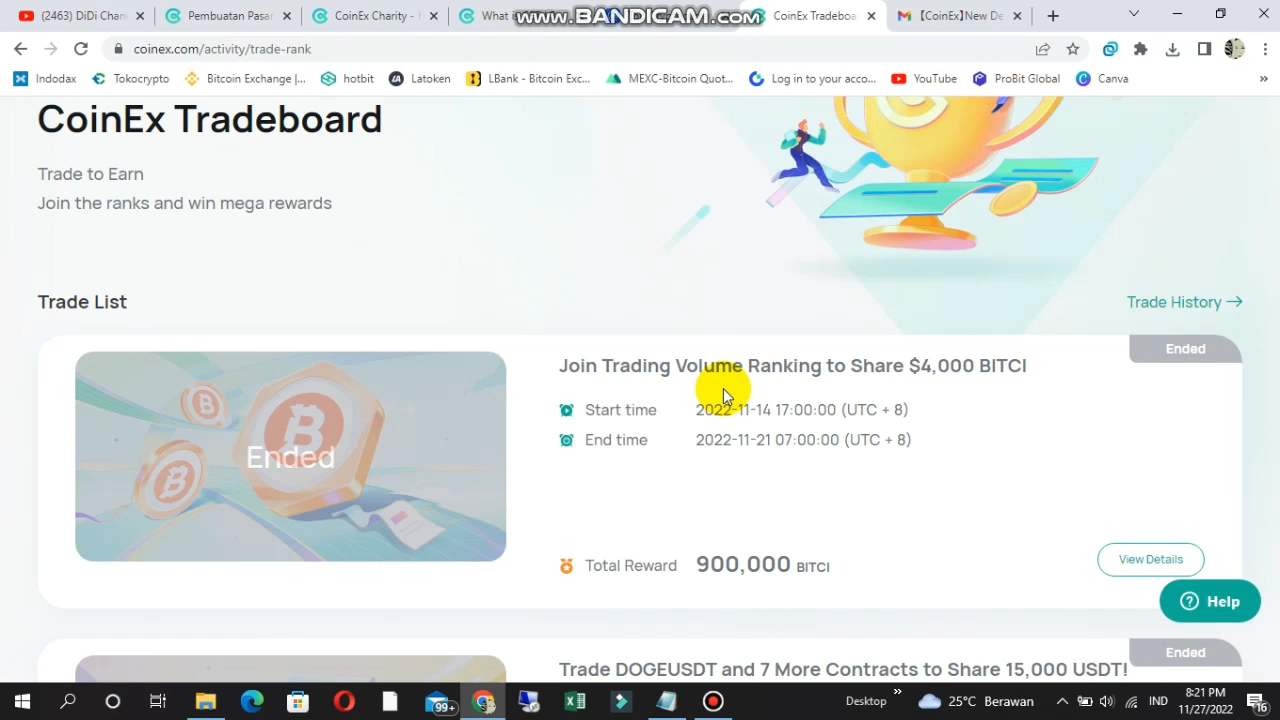 (2463) DiDi Chan
Pembuatan Pasar
CoinEx Charity -
What is
www.BANDICAM.com
CoinEx Tradeboa
【CoinEx】New De
coinex.com/activity/trade-rank
Indodax
Tokocrypto
Bitcoin Exchange |...
hotbit
Latoken
LBank - Bitcoin Exc...
MEXC-Bitcoin Quot...
Log in to your acco...
YouTube
ProBit Global
Canva
CoinEx Tradeboard
Trade to Earn
Join the ranks and win mega rewards
Trade List
Trade History
Ended
Ended
Join Trading Volume Ranking to Share $4,000 BITCI
Start time 2022-11-14 17:00:00 (UTC + 8)
End time 2022-11-21 07:00:00 (UTC + 8)
Total Reward 900,000 BITCI
View Details
Help
Ended
Trade DOGEUSDT and 7 More Contracts to Share 15,000 USDT!
99+
Desktop
25°C Berawan
IND
8:21 PM
11/27/2022
16